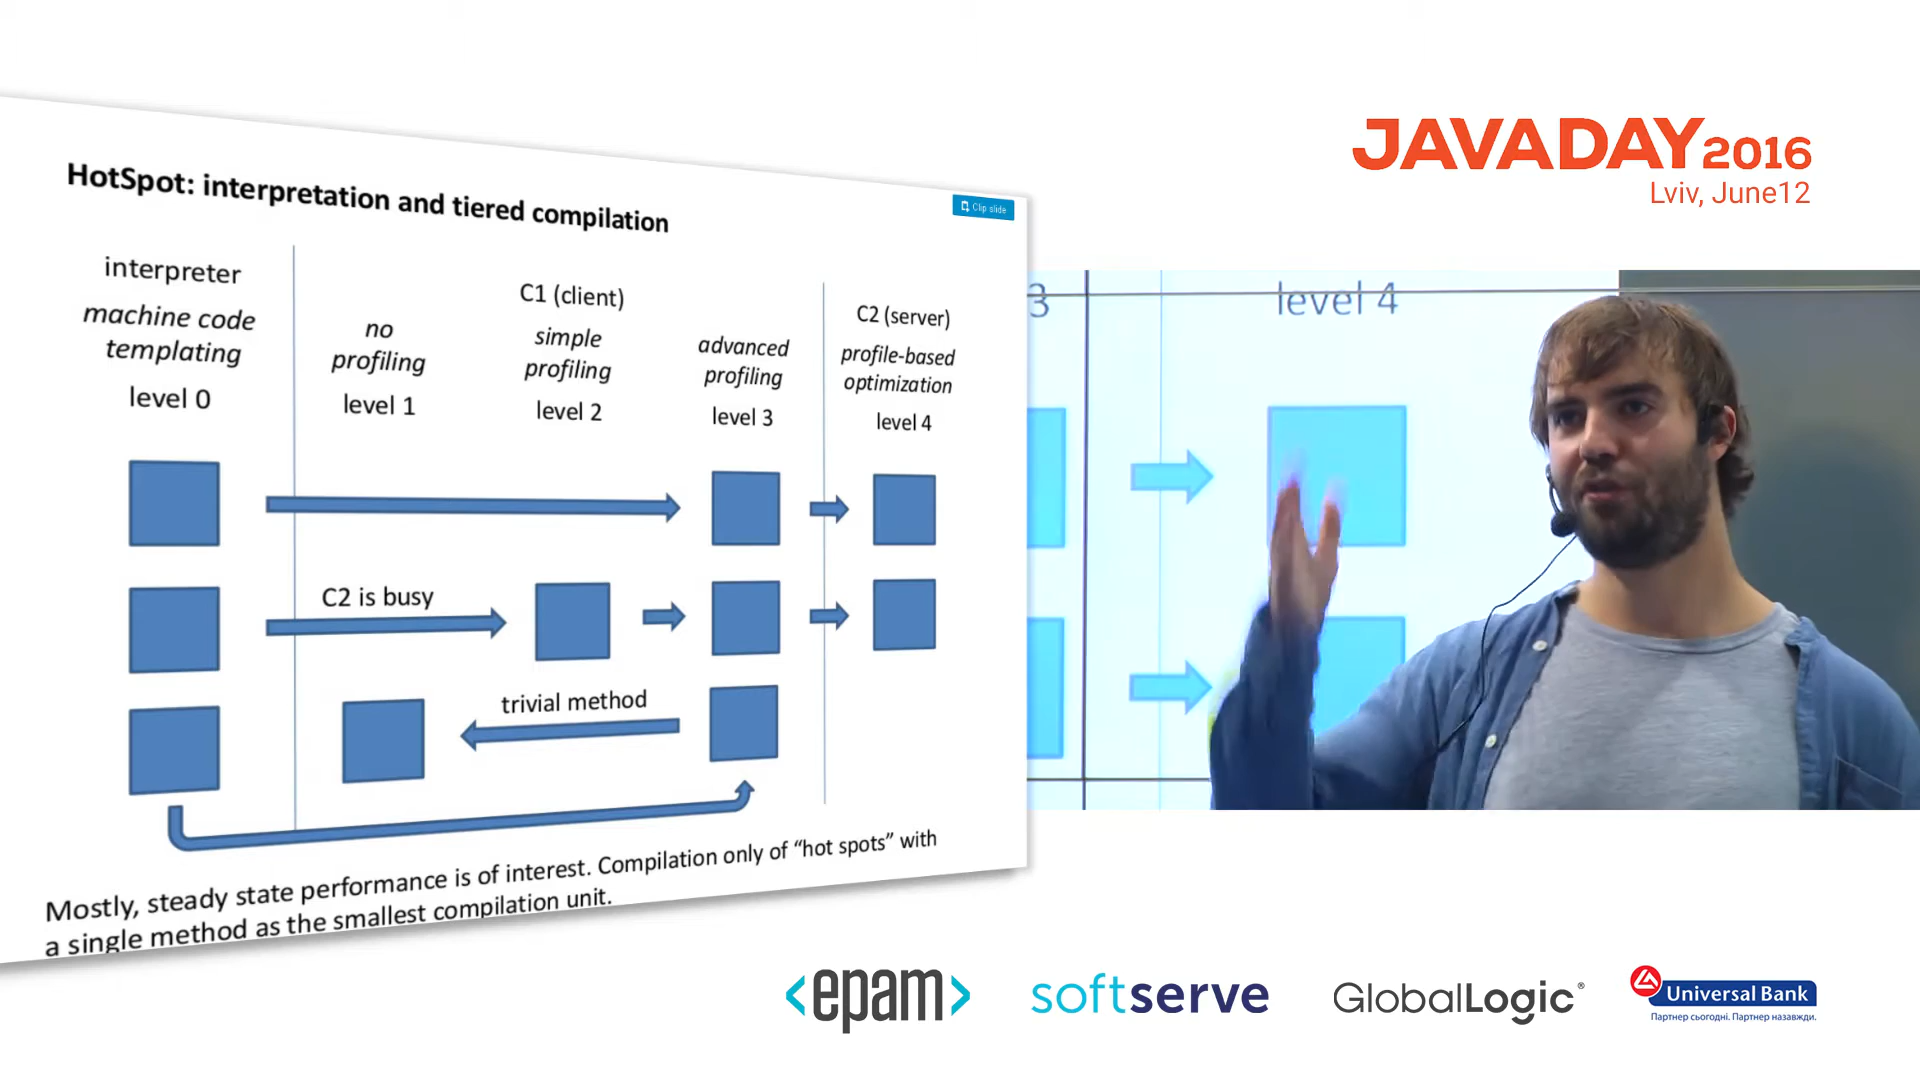 HotSpot: interpretation and tiered compilation
Clip slide
interpreter
machine code
templating
level 0
no
profiling
level 1
C1 (client)
simple
profiling
level 2
advanced
profiling
level 3
C2 (server)
profile-based
optimization
level 4
C2 is busy
trivial method
Mostly, steady state performance is of interest. Compilation only of “hot spots” with
a single method as the smallest compilation unit.
JAVADAY 2016
Lviv, June12
3
level 4
<epam>
softserve
GlobalLogic®
Universal Bank
Партнер сьогодні. Партнер назавжди.